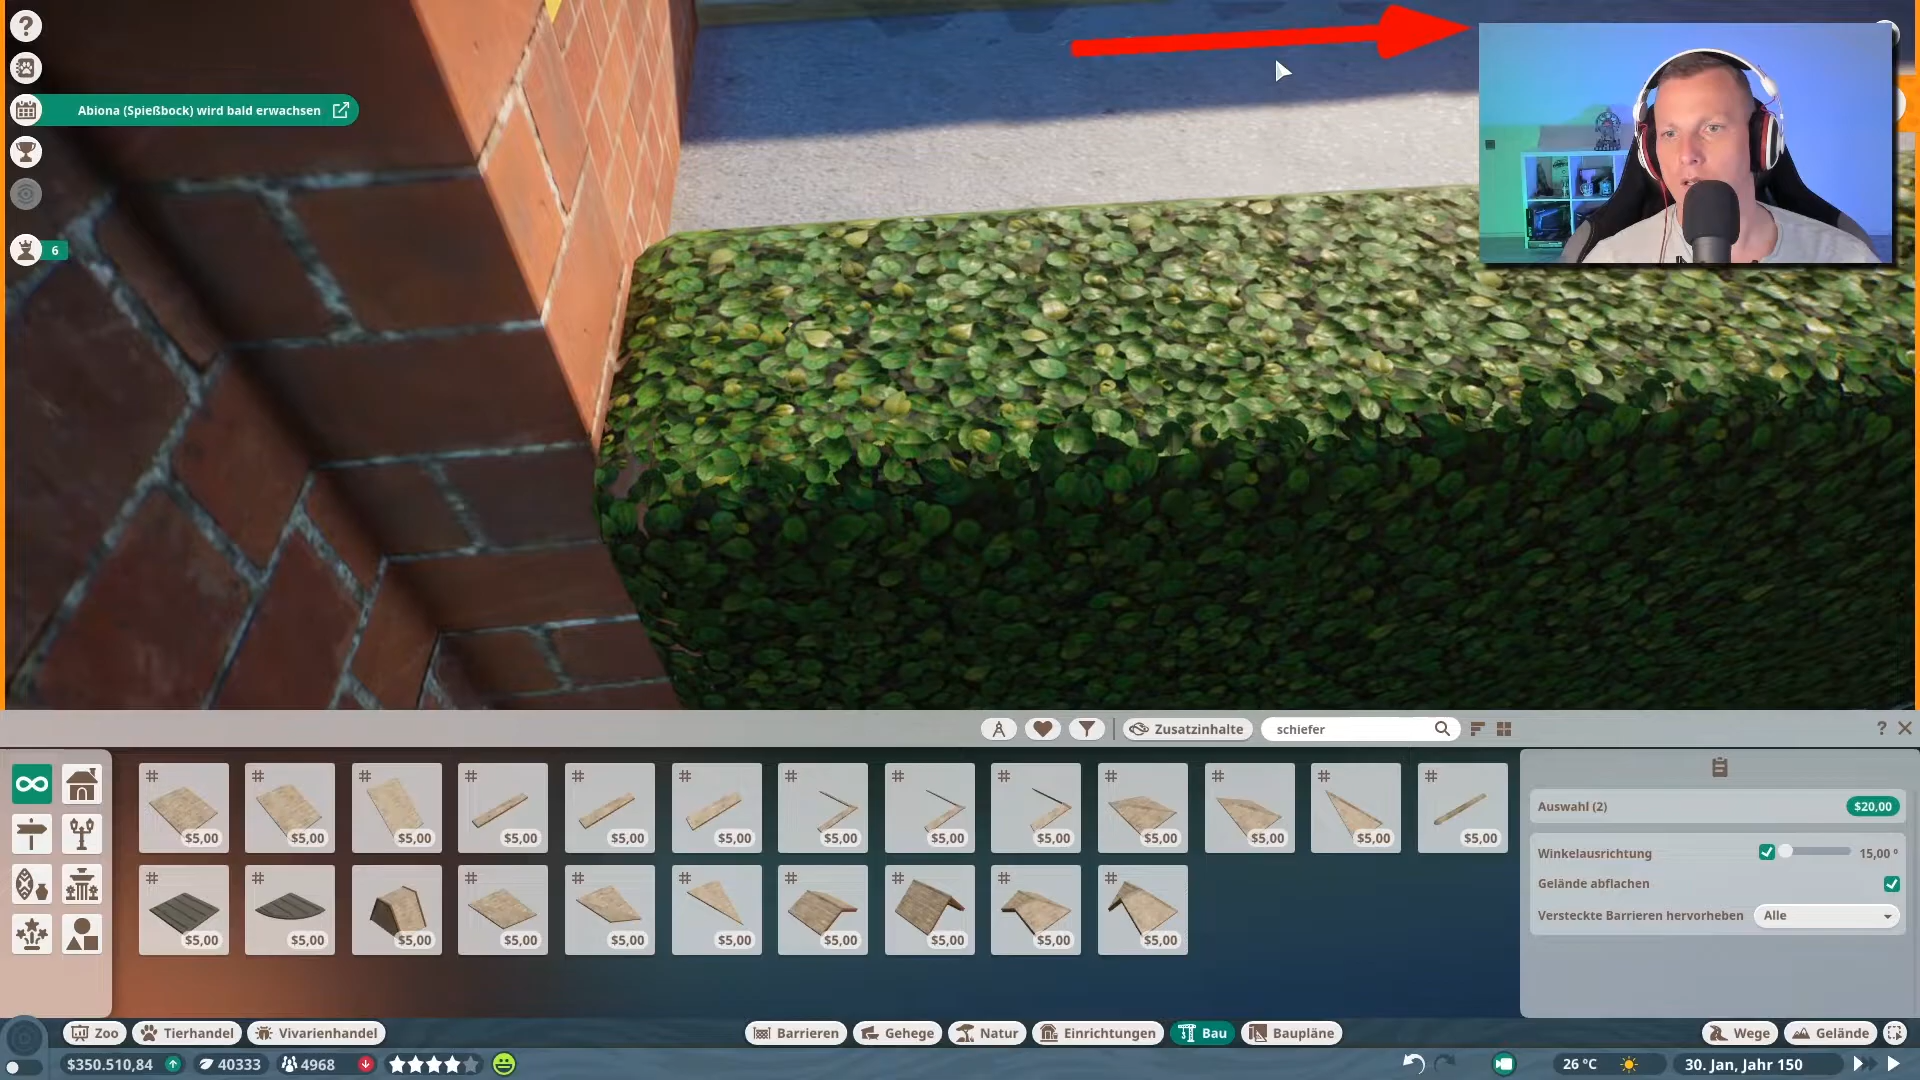 ?
Abiona (Spießbock) wird bald erwachsen
6
Zusatzinhalte
schiefer
?
$5,00 $5,00 $5,00 $5,00 $5,00 $5,00 $5,00 $5,00 $5,00 $5,00 $5,00 $5,00 $5,00
$5,00 $5,00 $5,00 $5,00 $5,00 $5,00 $5,00 $5,00 $5,00 $5,00
Auswahl (2) $20,00
Winkelausrichtung 15,00 °
Gelände abflachen
Versteckte Barrieren hervorheben Alle
Zoo Tierhandel Vivarienhandel Barrieren Gehege Natur Einrichtungen Bau Baupläne Wege Gelände
$350.510,84 40333 4968 26 °C 30. Jan, Jahr 150